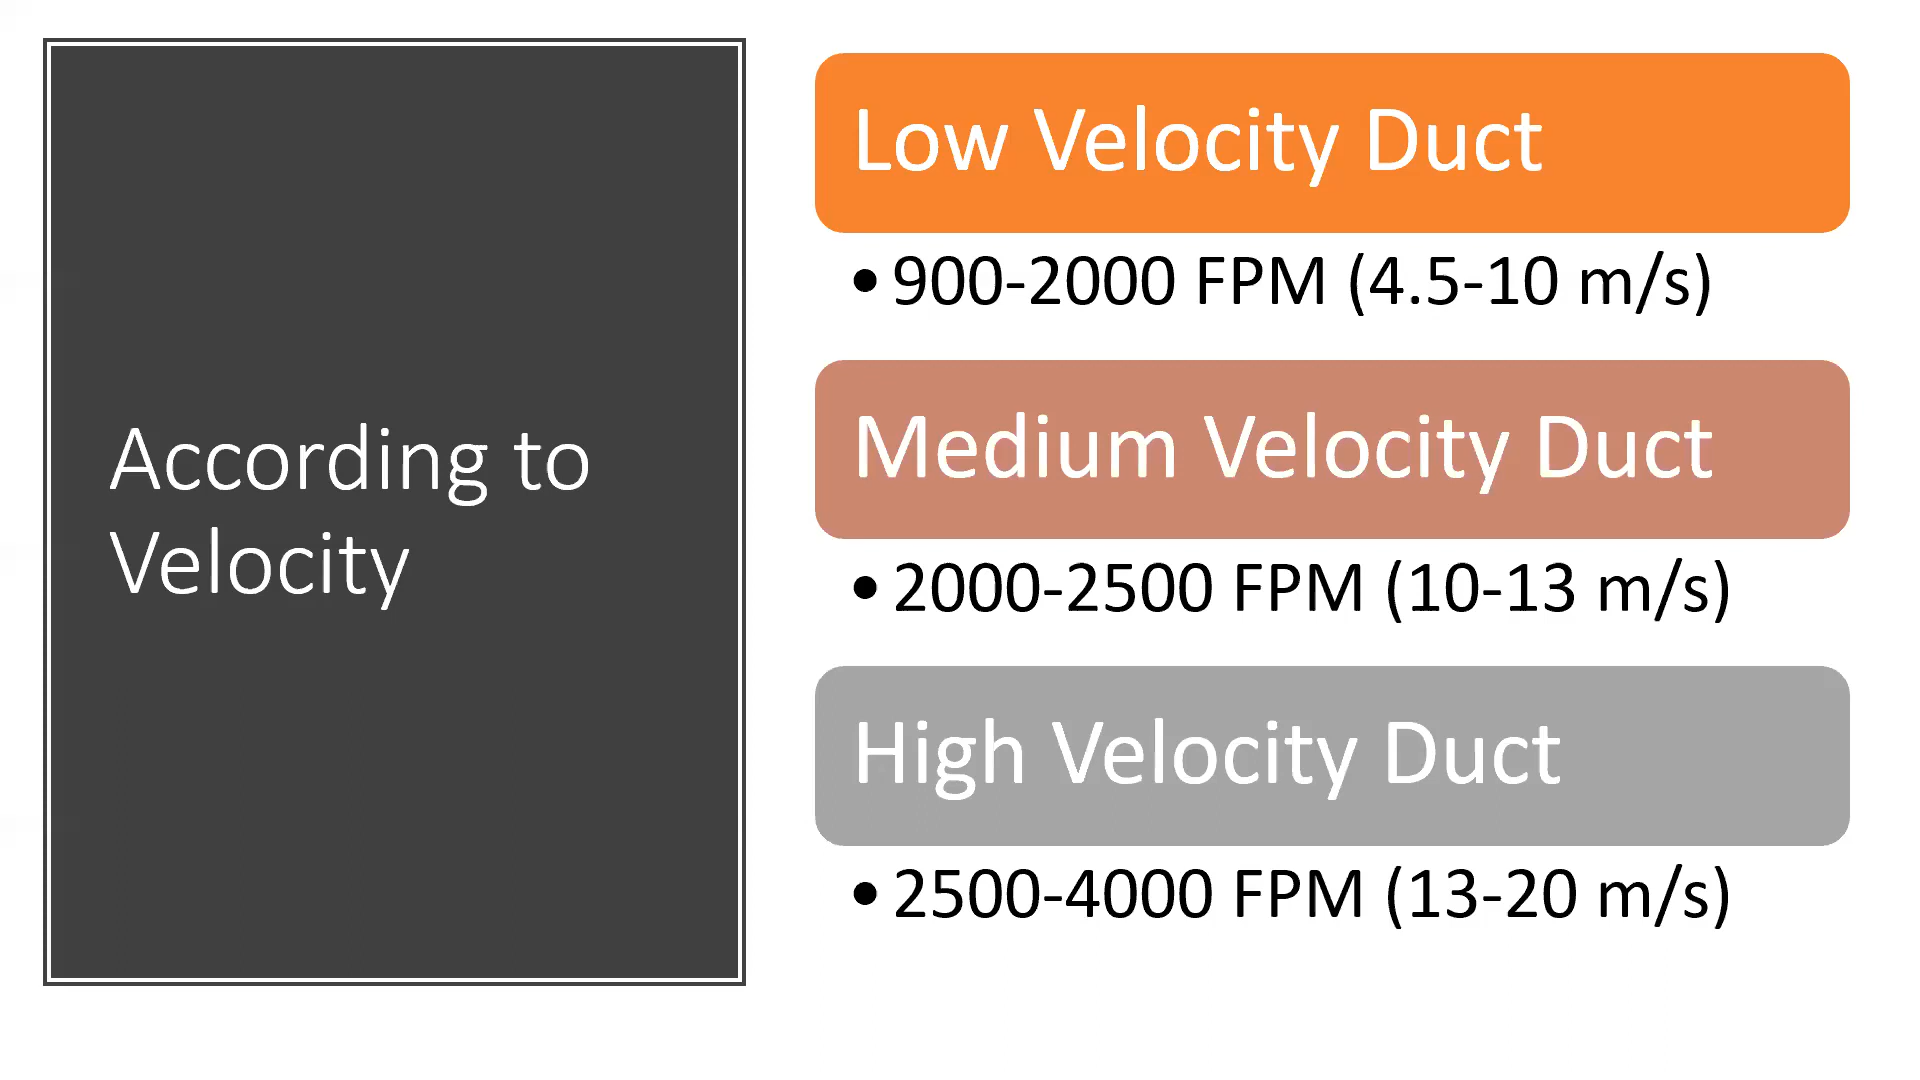 According to
Velocity
Low Velocity Duct
•900-2000 FPM (4.5-10 m/s)
Medium Velocity Duct
•2000-2500 FPM (10-13 m/s)
High Velocity Duct
•2500-4000 FPM (13-20 m/s)